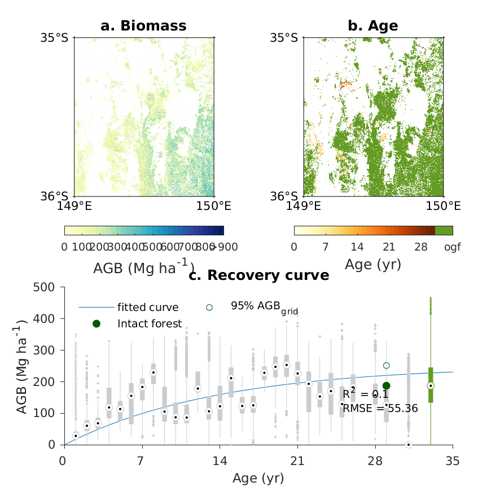 a. Biomass
b. Age
35°S
35°S
36°S
36°S
149°E
150°E
149°E
150°E
0 100 200 300 400 500 600 700 800 >900
0 7 14 21 28 ogf
AGB (Mg ha-1)
Age (yr)
c. Recovery curve
500
fitted curve
95% AGBgrid
Intact forest
400
300
200
100
0
AGB (Mg ha-1)
R2 = 0.1
RMSE = 55.36
0 7 14 21 28 35
Age (yr)